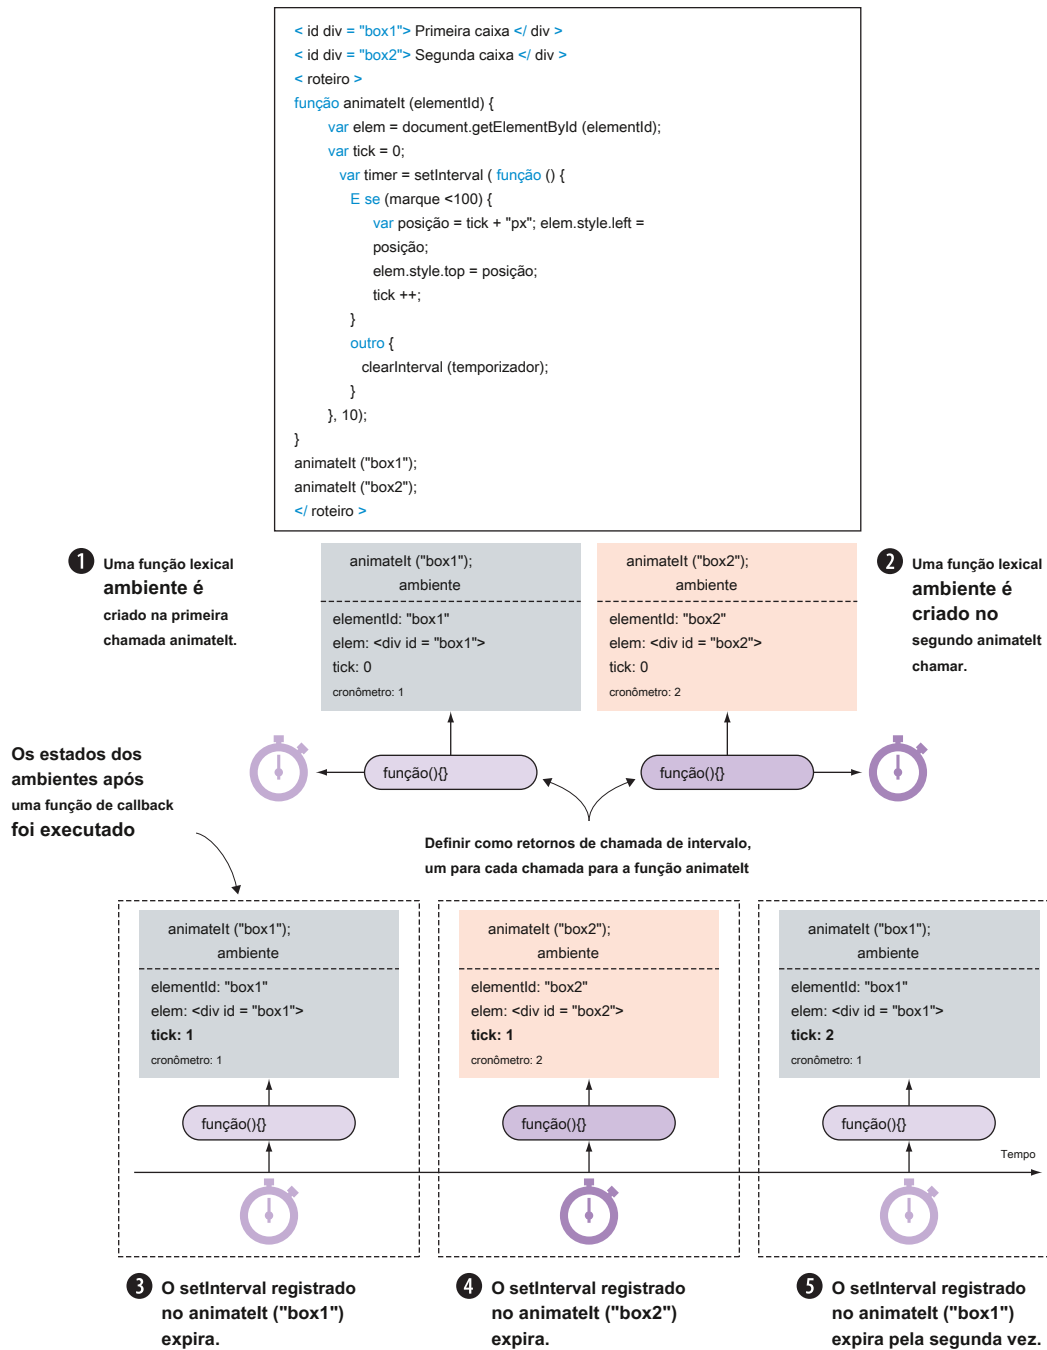 < id div = "box1"> Primeira caixa </ div >
< id div = "box2"> Segunda caixa </ div >
< roteiro >
função animateIt (elementId) {
var elem = document.getElementById (elementId);
var tick = 0;
var timer = setInterval ( função () {
E se (marque <100) {
var posição = tick + "px"; elem.style.left =
posição;
elem.style.top = posição;
tick ++;
}
outro {
clearInterval (temporizador);
}
}, 10);
}
animateIt ("box1");
animateIt ("box2");
</ roteiro >
1 Uma função lexical
ambiente é
criado na primeira
chamada animateIt.
animateIt ("box1");
ambiente
elementId: "box1"
elem: <div id = "box1">
tick: 0
cronômetro: 1
animateIt ("box2");
ambiente
elementId: "box2"
elem: <div id = "box2">
tick: 0
cronômetro: 2
2 Uma função lexical
ambiente é
criado no
segundo animateIt
chamar.
função(){}
função(){}
Os estados dos
ambientes após
uma função de callback
foi executado
Definir como retornos de chamada de intervalo,
um para cada chamada para a função animateIt
animateIt ("box1");
ambiente
elementId: "box1"
elem: <div id = "box1">
tick: 1
cronômetro: 1
função(){}
animateIt ("box2");
ambiente
elementId: "box2"
elem: <div id = "box2">
tick: 1
cronômetro: 2
função(){}
animateIt ("box1");
ambiente
elementId: "box1"
elem: <div id = "box1">
tick: 2
cronômetro: 1
função(){}
Tempo
3 O setInterval registrado
no animateIt ("box1")
expira.
4 O setInterval registrado
no animateIt ("box2")
expira.
5 O setInterval registrado
no animateIt ("box1")
expira pela segunda vez.